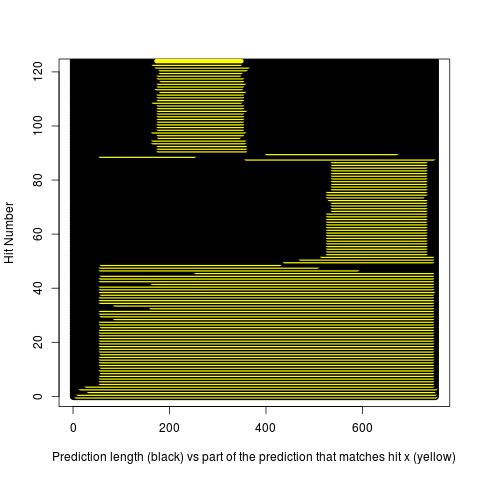 120
100
80
60
40
20
0
Hit Number
0 200 400 600
Prediction length (black) vs part of the prediction that matches hit x (yellow)